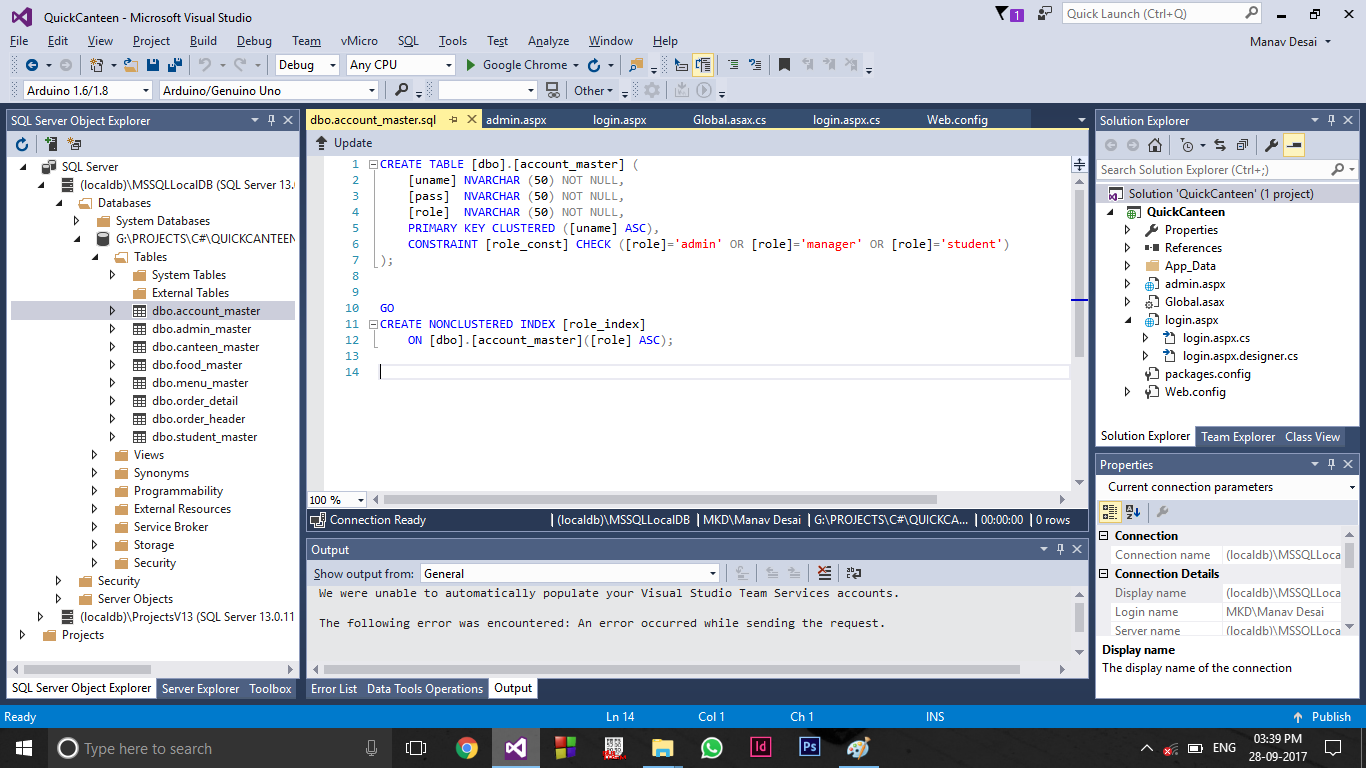 QuickCanteen - Microsoft Visual Studio
1
Quick Launch (Ctrl+Q)
File Edit View Project Build Debug Team vMicro SQL Tools Test Analyze Window Help
Manav Desai
Debug Any CPU Google Chrome
Arduino 1.6/1.8 Arduino/Genuino Uno Other
SQL Server Object Explorer
SQL Server
(localdb)\MSSQLLocalDB (SQL Server 13.0
Databases
System Databases
G:\PROJECTS\C#\QUICKCANTEEN
Tables
System Tables
External Tables
dbo.account_master
dbo.admin_master
dbo.canteen_master
dbo.food_master
dbo.menu_master
dbo.order_detail
dbo.order_header
dbo.student_master
Views
Synonyms
Programmability
External Resources
Service Broker
Storage
Security
Security
Server Objects
(localdb)\ProjectsV13 (SQL Server 13.0.11
Projects
SQL Server Object Explorer Server Explorer Toolbox
dbo.account_master.sql admin.aspx login.aspx Global.asax.cs login.aspx.cs Web.config
Update
1 CREATE TABLE [dbo].[account_master] (
2 [uname] NVARCHAR (50) NOT NULL,
3 [pass] NVARCHAR (50) NOT NULL,
4 [role] NVARCHAR (50) NOT NULL,
5 PRIMARY KEY CLUSTERED ([uname] ASC),
6 CONSTRAINT [role_const] CHECK ([role]='admin' OR [role]='manager' OR [role]='student')
7 );
8
9
10 GO
11 CREATE NONCLUSTERED INDEX [role_index]
12 ON [dbo].[account_master]([role] ASC);
13
14
100 %
Connection Ready | (localdb)\MSSQLLocalDB | MKD\Manav Desai | G:\PROJECTS\C#\QUICKCA... | 00:00:00 | 0 rows
Output
Show output from: General
We were unable to automatically populate your Visual Studio Team Services accounts.
The following error was encountered: An error occurred while sending the request.
Error List Data Tools Operations Output
Solution Explorer
Search Solution Explorer (Ctrl+;)
Solution 'QuickCanteen' (1 project)
QuickCanteen
Properties
References
App_Data
admin.aspx
Global.asax
login.aspx
login.aspx.cs
login.aspx.designer.cs
packages.config
Web.config
Solution Explorer Team Explorer Class View
Properties
Current connection parameters
Connection
Connection name (localdb)\MSSQLLoca
Connection Details
Display name (localdb)\MSSQLLoca
Login name MKD\Manav Desai
Server name (localdb)\MSSQLLoca
Display name
The display name of the connection
Ready Ln 14 Col 1 Ch 1 INS Publish
Type here to search
Id Ps
ENG
03:39 PM
28-09-2017